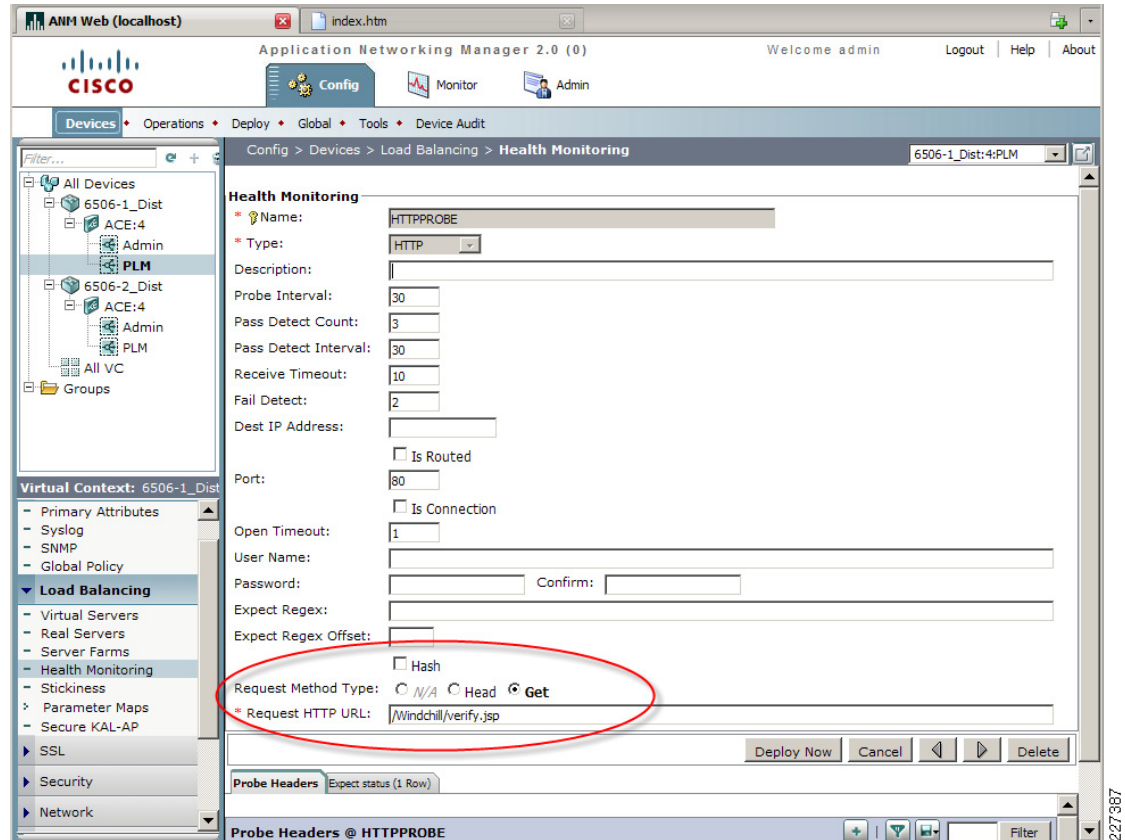 ANM Web (localhost)
index.htm
Application Networking Manager 2.0 (0)
Welcome admin
Logout | Help | About
CISCO
Config
Monitor
Admin
Devices
Operations
Deploy
Global
Tools
Device Audit
Filter...
Config > Devices > Load Balancing > Health Monitoring
6506-1_Dist:4:PLM
All Devices
6506-1_Dist
ACE:4
Admin
PLM
6506-2_Dist
ACE:4
Admin
PLM
All VC
Groups
Virtual Context: 6506-1_Dist
Primary Attributes
Syslog
SNMP
Global Policy
Load Balancing
Virtual Servers
Real Servers
Server Farms
Health Monitoring
Stickiness
Parameter Maps
Secure KAL-AP
SSL
Security
Network
Health Monitoring
* Name: HTTPPROBE
* Type: HTTP
Description:
Probe Interval: 30
Pass Detect Count: 3
Pass Detect Interval: 30
Receive Timeout: 10
Fail Detect: 2
Dest IP Address:
Is Routed
Port: 80
Is Connection
Open Timeout: 1
User Name:
Password: Confirm:
Expect Regex:
Expect Regex Offset:
Hash
Request Method Type: N/A Head Get
* Request HTTP URL: /Windchill/verify.jsp
Deploy Now Cancel Delete
Probe Headers Expect status (1 Row)
Probe Headers @ HTTPPROBE
Filter
227387